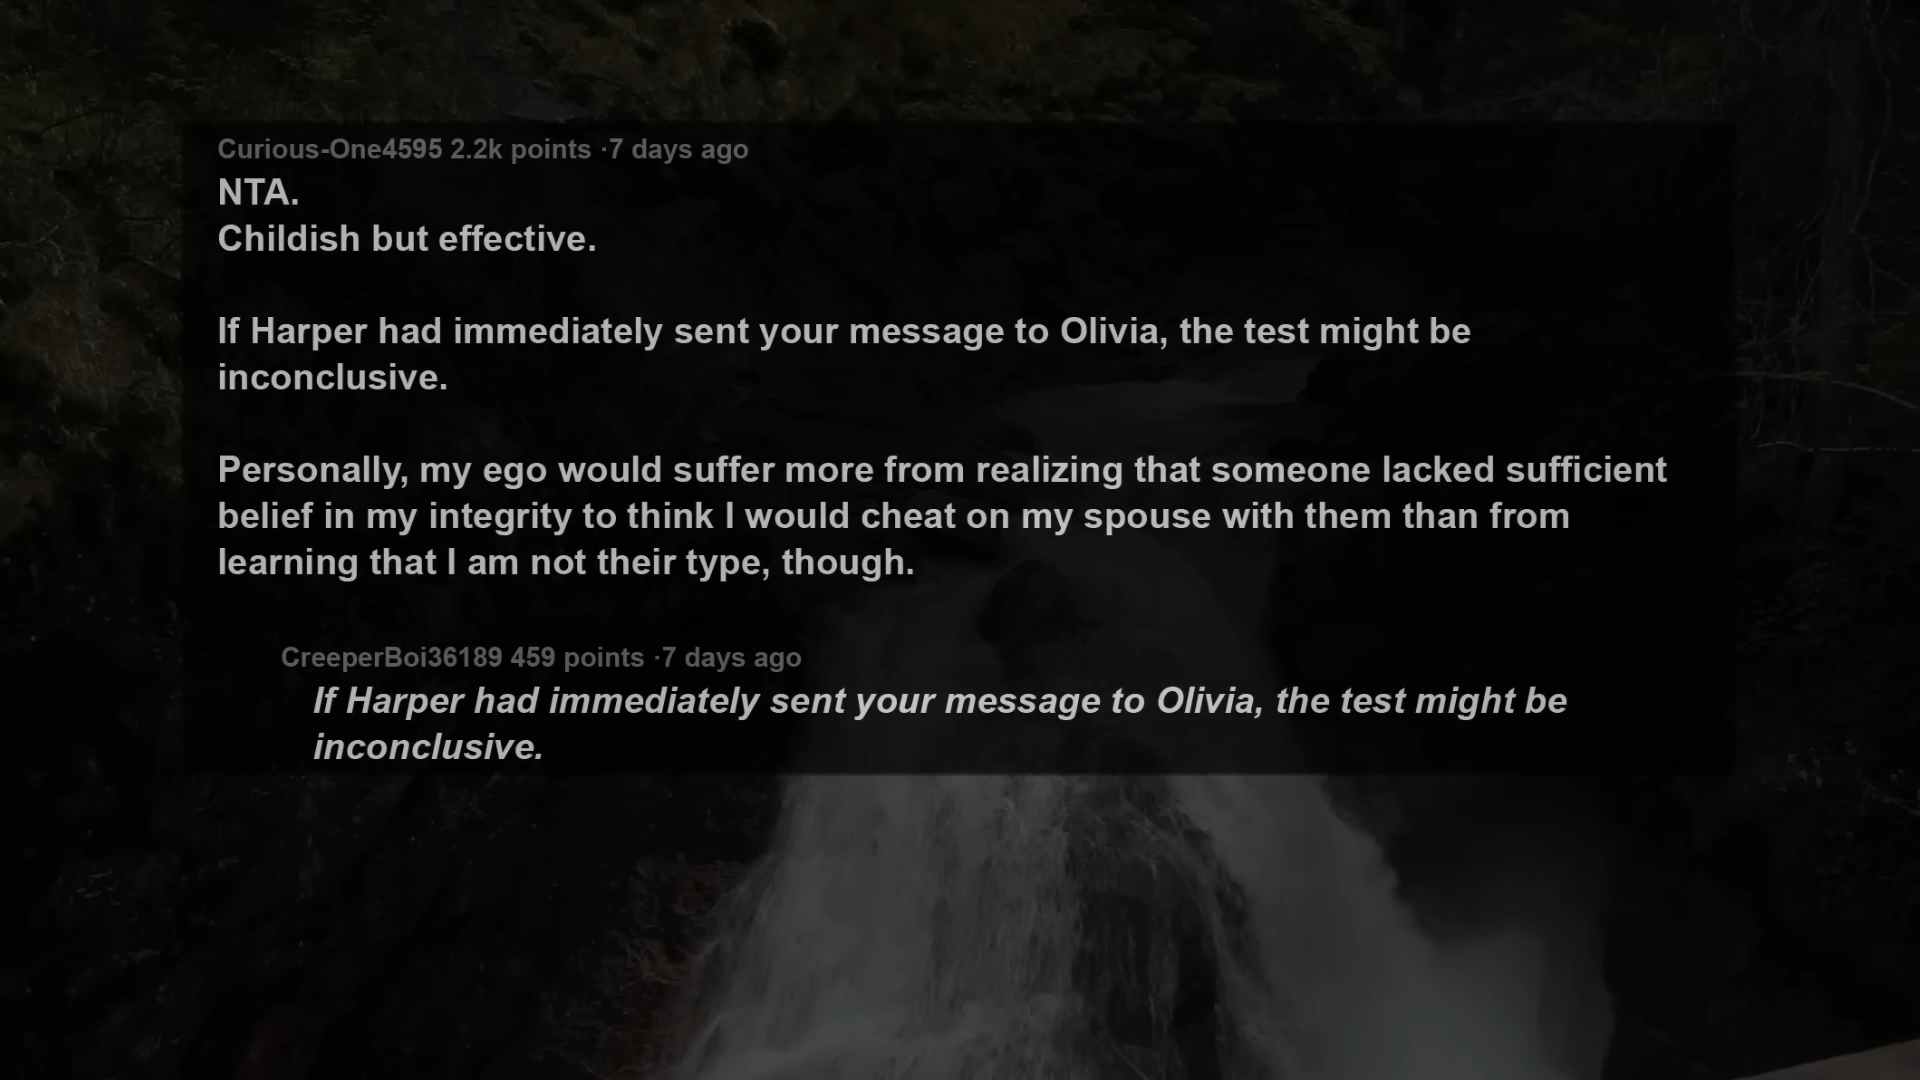 Curious-One4595 2.2k points ·7 days ago
NTA.
Childish but effective.
If Harper had immediately sent your message to Olivia, the test might be
inconclusive.
Personally, my ego would suffer more from realizing that someone lacked sufficient
belief in my integrity to think I would cheat on my spouse with them than from
learning that I am not their type, though.
CreeperBoi36189 459 points ·7 days ago
If Harper had immediately sent your message to Olivia, the test might be
inconclusive.